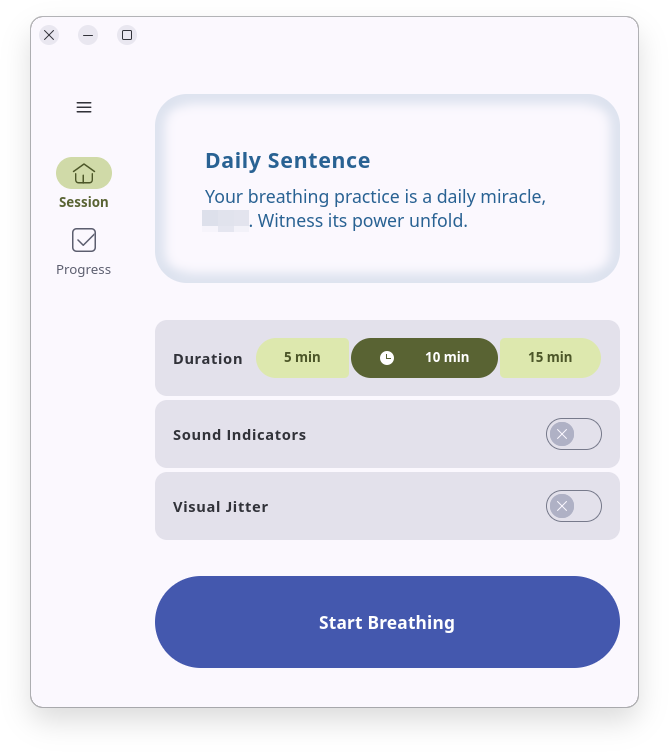 Session
Progress
Daily Sentence
Your breathing practice is a daily miracle,
. Witness its power unfold.
Duration 5 min 10 min 15 min
Sound Indicators
Visual Jitter
Start Breathing